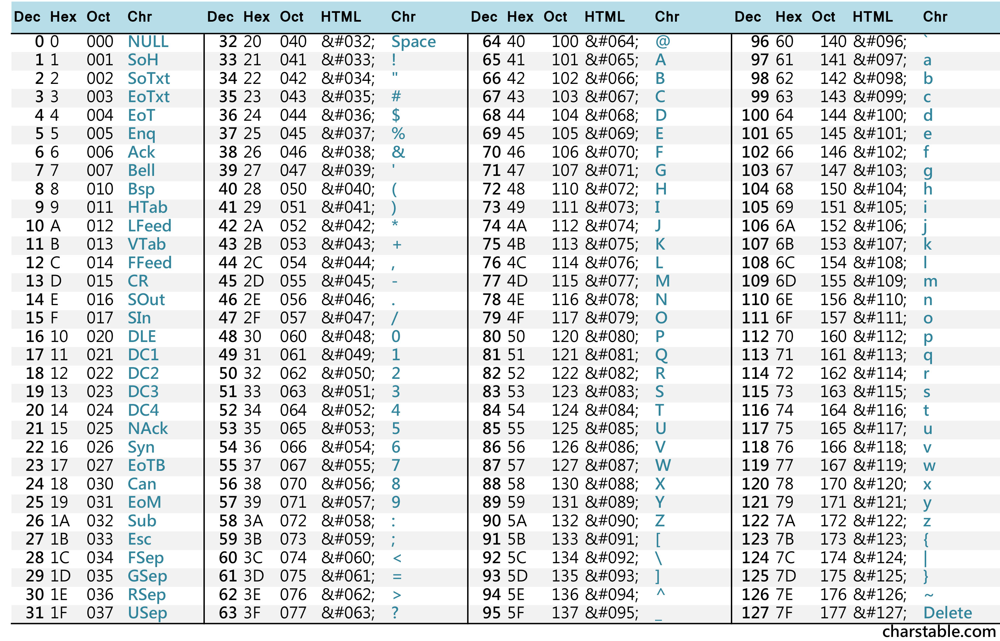 Dec Hex Oct Chr Dec Hex Oct HTML Chr Dec Hex Oct HTML Chr Dec Hex Oct HTML Chr
0 0 000 NULL 32 20 040 &#032; Space 64 40 100 &#064; @ 96 60 140 &#096; `
1 1 001 SoH 33 21 041 &#033; ! 65 41 101 &#065; A 97 61 141 &#097; a
2 2 002 SoTxt 34 22 042 &#034; " 66 42 102 &#066; B 98 62 142 &#098; b
3 3 003 EoTxt 35 23 043 &#035; # 67 43 103 &#067; C 99 63 143 &#099; c
4 4 004 EoT 36 24 044 &#036; $ 68 44 104 &#068; D 100 64 144 &#100; d
5 5 005 Enq 37 25 045 &#037; % 69 45 105 &#069; E 101 65 145 &#101; e
6 6 006 Ack 38 26 046 &#038; & 70 46 106 &#070; F 102 66 146 &#102; f
7 7 007 Bell 39 27 047 &#039; ' 71 47 107 &#071; G 103 67 147 &#103; g
8 8 010 Bsp 40 28 050 &#040; ( 72 48 110 &#072; H 104 68 150 &#104; h
9 9 011 HTab 41 29 051 &#041; ) 73 49 111 &#073; I 105 69 151 &#105; i
10 A 012 LFeed 42 2A 052 &#042; * 74 4A 112 &#074; J 106 6A 152 &#106; j
11 B 013 VTab 43 2B 053 &#043; + 75 4B 113 &#075; K 107 6B 153 &#107; k
12 C 014 FFeed 44 2C 054 &#044; , 76 4C 114 &#076; L 108 6C 154 &#108; l
13 D 015 CR 45 2D 055 &#045; - 77 4D 115 &#077; M 109 6D 155 &#109; m
14 E 016 SOut 46 2E 056 &#046; . 78 4E 116 &#078; N 110 6E 156 &#110; n
15 F 017 SIn 47 2F 057 &#047; / 79 4F 117 &#079; O 111 6F 157 &#111; o
16 10 020 DLE 48 30 060 &#048; 0 80 50 120 &#080; P 112 70 160 &#112; p
17 11 021 DC1 49 31 061 &#049; 1 81 51 121 &#081; Q 113 71 161 &#113; q
18 12 022 DC2 50 32 062 &#050; 2 82 52 122 &#082; R 114 72 162 &#114; r
19 13 023 DC3 51 33 063 &#051; 3 83 53 123 &#083; S 115 73 163 &#115; s
20 14 024 DC4 52 34 064 &#052; 4 84 54 124 &#084; T 116 74 164 &#116; t
21 15 025 NAck 53 35 065 &#053; 5 85 55 125 &#085; U 117 75 165 &#117; u
22 16 026 Syn 54 36 066 &#054; 6 86 56 126 &#086; V 118 76 166 &#118; v
23 17 027 EoTB 55 37 067 &#055; 7 87 57 127 &#087; W 119 77 167 &#119; w
24 18 030 Can 56 38 070 &#056; 8 88 58 130 &#088; X 120 78 170 &#120; x
25 19 031 EoM 57 39 071 &#057; 9 89 59 131 &#089; Y 121 79 171 &#121; y
26 1A 032 Sub 58 3A 072 &#058; : 90 5A 132 &#090; Z 122 7A 172 &#122; z
27 1B 033 Esc 59 3B 073 &#059; ; 91 5B 133 &#091; [ 123 7B 173 &#123; {
28 1C 034 FSep 60 3C 074 &#060; < 92 5C 134 &#092; \ 124 7C 174 &#124; |
29 1D 035 GSep 61 3D 075 &#061; = 93 5D 135 &#093; ] 125 7D 175 &#125; }
30 1E 036 RSep 62 3E 076 &#062; > 94 5E 136 &#094; ^ 126 7E 176 &#126; ~
31 1F 037 USep 63 3F 077 &#063; ? 95 5F 137 &#095; _ 127 7F 177 &#127; Delete
charstable.com